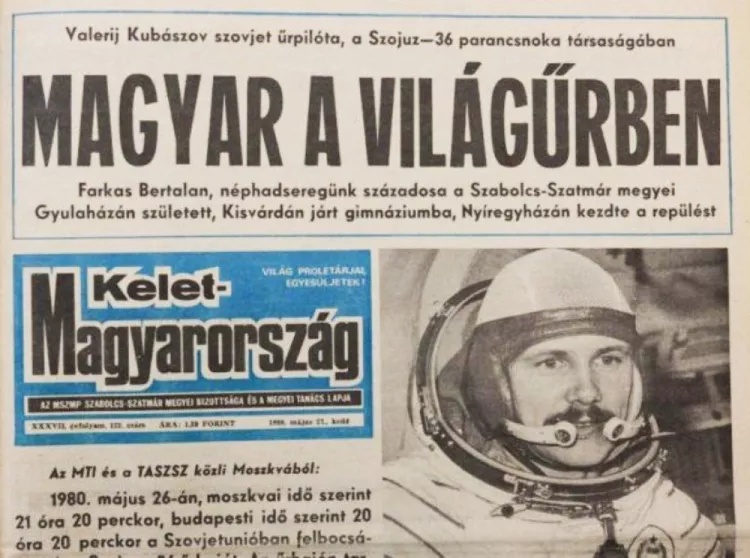 Valerij Kubászov szovjet űrpilóta, a Szojuz—36 parancsnoka társaságában
MAGYAR A VILÁGŰRBEN
Farkas Bertalan, néphadseregünk századosa a Szabolcs-Szatmár megyei
Gyulaházán született, Kisvárdán járt gimnáziumba, Nyíregyházán kezdte a repülést
VILÁG PROLETÁRJAI,
EGYESÜLJETEK!
Kelet-
Magyarország
AZ MSZMP SZABOLCS-SZATMÁR MEGYEI BIZOTTSÁGA ÉS A MEGYEI TANÁCS LAPJA
XXXVII. évfolyam, 122. szám ÁRA: 1,20 FORINT 1980. május 27., kedd
Az MTI és a TASZSZ közli Moszkvából:
1980. május 26-án, moszkvai idő szerint
21 óra 20 perckor, budapesti idő szerint 20
óra 20 perckor a Szovjetunióban felbocsá-